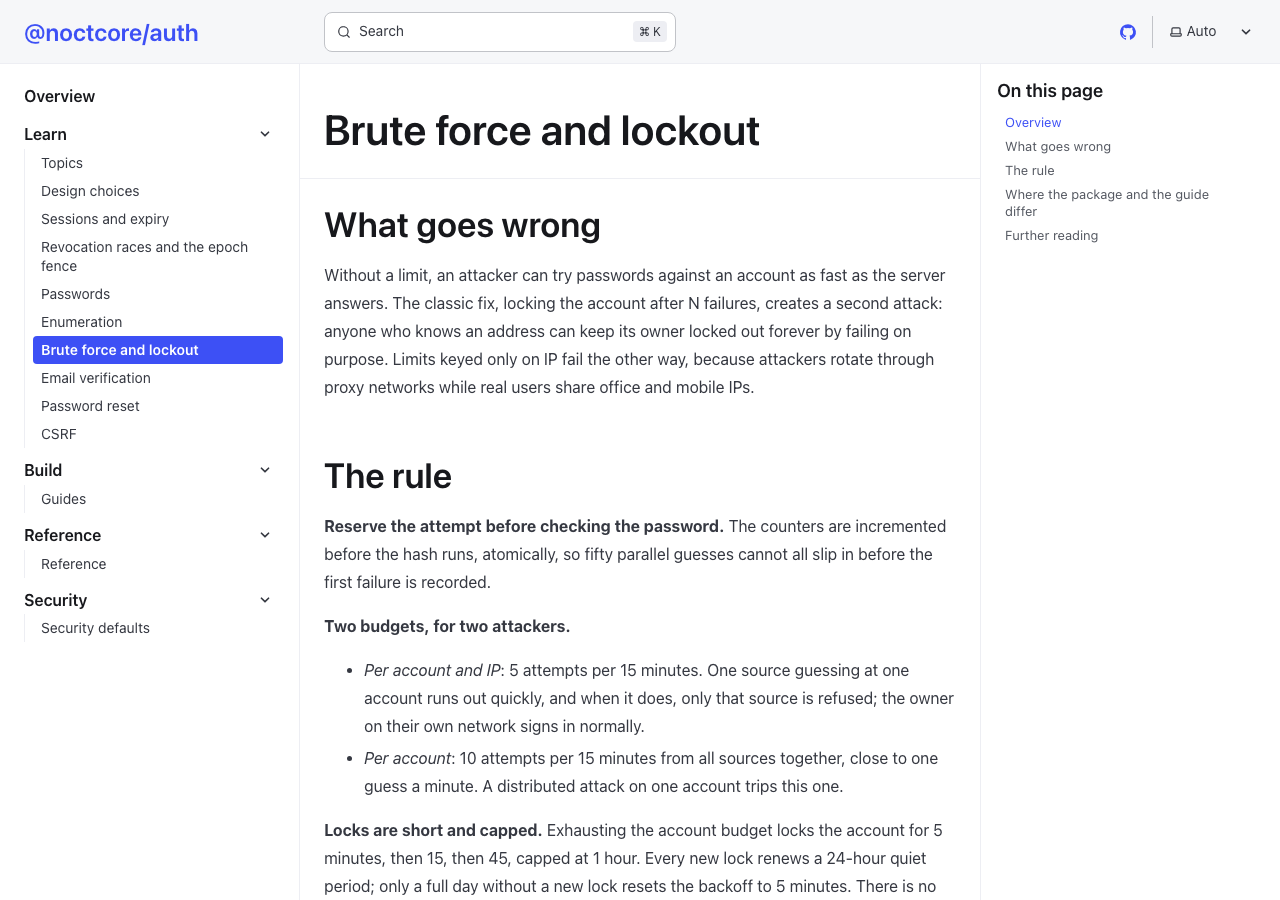 @noctcore/auth
Search
⌘ K
Auto
Overview
Learn
Topics
Design choices
Sessions and expiry
Revocation races and the epoch
fence
Passwords
Enumeration
Brute force and lockout
Email verification
Password reset
CSRF
Build
Guides
Reference
Reference
Security
Security defaults
Brute force and lockout
What goes wrong
Without a limit, an attacker can try passwords against an account as fast as the server
answers. The classic fix, locking the account after N failures, creates a second attack:
anyone who knows an address can keep its owner locked out forever by failing on
purpose. Limits keyed only on IP fail the other way, because attackers rotate through
proxy networks while real users share office and mobile IPs.
The rule
Reserve the attempt before checking the password. The counters are incremented
before the hash runs, atomically, so fifty parallel guesses cannot all slip in before the
first failure is recorded.
Two budgets, for two attackers.
• Per account and IP: 5 attempts per 15 minutes. One source guessing at one
account runs out quickly, and when it does, only that source is refused; the owner
on their own network signs in normally.
• Per account: 10 attempts per 15 minutes from all sources together, close to one
guess a minute. A distributed attack on one account trips this one.
Locks are short and capped. Exhausting the account budget locks the account for 5
minutes, then 15, then 45, capped at 1 hour. Every new lock renews a 24-hour quiet
period; only a full day without a new lock resets the backoff to 5 minutes. There is no
On this page
Overview
What goes wrong
The rule
Where the package and the guide
differ
Further reading